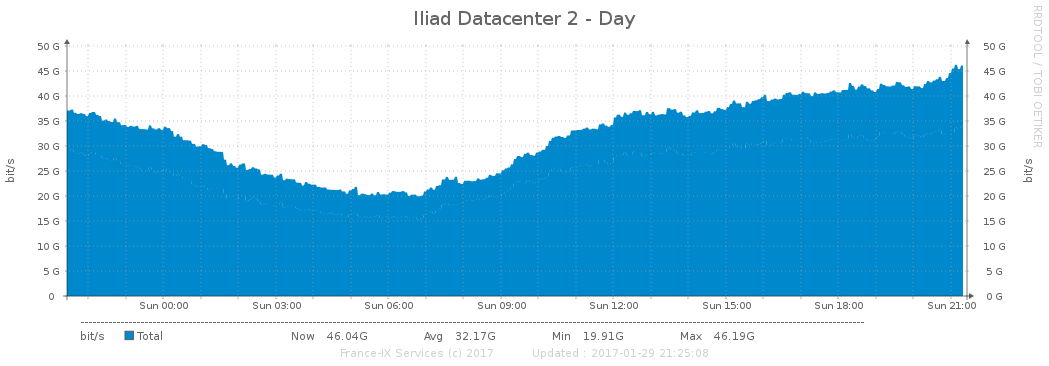 Iliad Datacenter 2 - Day
RRDTOOL / TOBI OETIKER
50 G 50 G
45 G 45 G
40 G 40 G
35 G 35 G
30 G 30 G
25 G 25 G
20 G 20 G
15 G 15 G
10 G 10 G
5 G 5 G
0 0 G
bit/s bit/s
Sun 00:00 Sun 03:00 Sun 06:00 Sun 09:00 Sun 12:00 Sun 15:00 Sun 18:00 Sun 21:00
bit/s Total Now 46.04G Avg 32.17G Min 19.91G Max 46.19G
France-IX Services (c) 2017 Updated : 2017-01-29 21:25:08